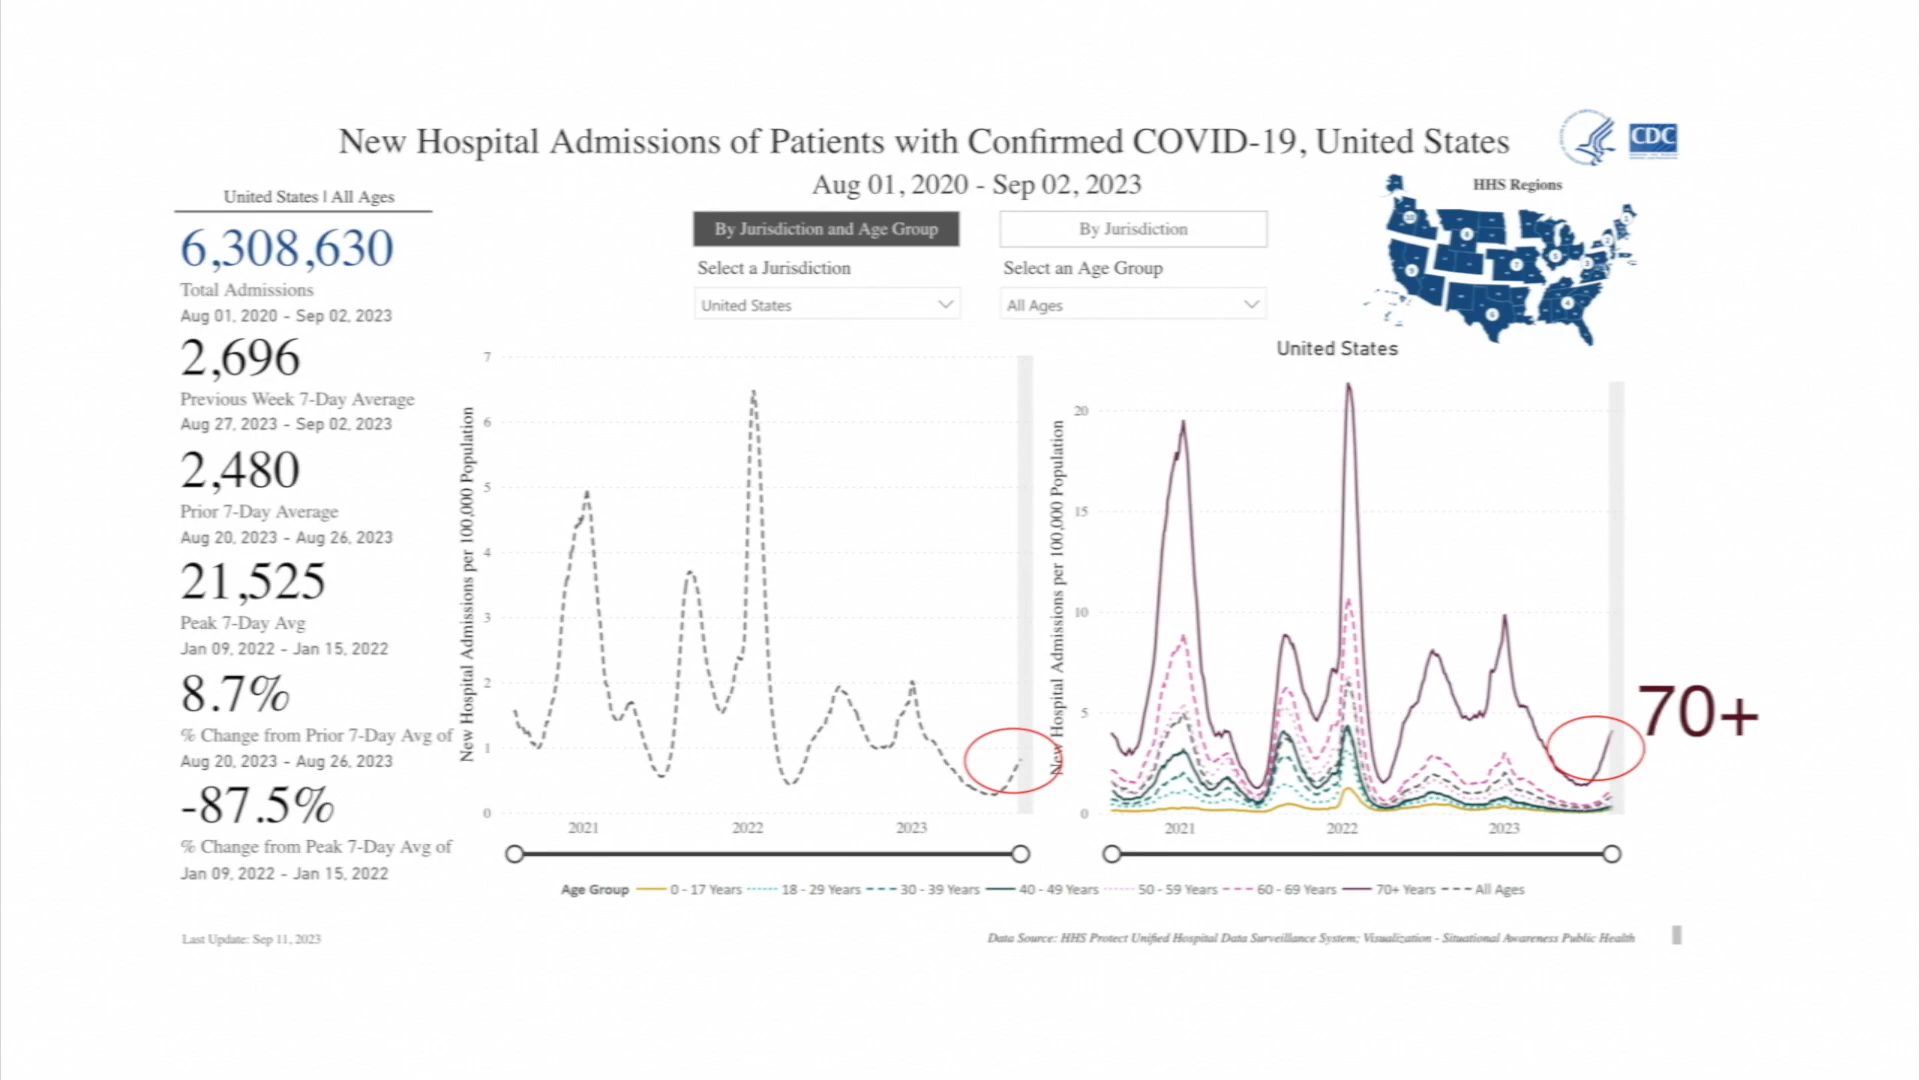 New Hospital Admissions of Patients with Confirmed COVID-19, United States
Aug 01, 2020 - Sep 02, 2023
CDC
HHS Regions
United States | All Ages
6,308,630
Total Admissions
Aug 01, 2020 - Sep 02, 2023
2,696
Previous Week 7-Day Average
Aug 27, 2023 - Sep 02, 2023
2,480
Prior 7-Day Average
Aug 20, 2023 - Aug 26, 2023
21,525
Peak 7-Day Avg
Jan 09, 2022 - Jan 15, 2022
8.7%
% Change from Prior 7-Day Avg of
Aug 20, 2023 - Aug 26, 2023
-87.5%
% Change from Peak 7-Day Avg of
Jan 09, 2022 - Jan 15, 2022
By Jurisdiction and Age Group
By Jurisdiction
Select a Jurisdiction
Select an Age Group
United States
All Ages
New Hospital Admissions per 100,000 Population
7
6
5
4
3
2
1
0
2021 2022 2023
United States
New Hospital Admissions per 100,000 Population
20
15
10
5
0
2021 2022 2023
70+
Age Group 0 - 17 Years 18 - 29 Years 30 - 39 Years 40 - 49 Years 50 - 59 Years 60 - 69 Years 70+ Years All Ages
Last Update: Sep 11, 2023
Data Source: HHS Protect Unified Hospital Data Surveillance System; Visualization - Situational Awareness Public Health